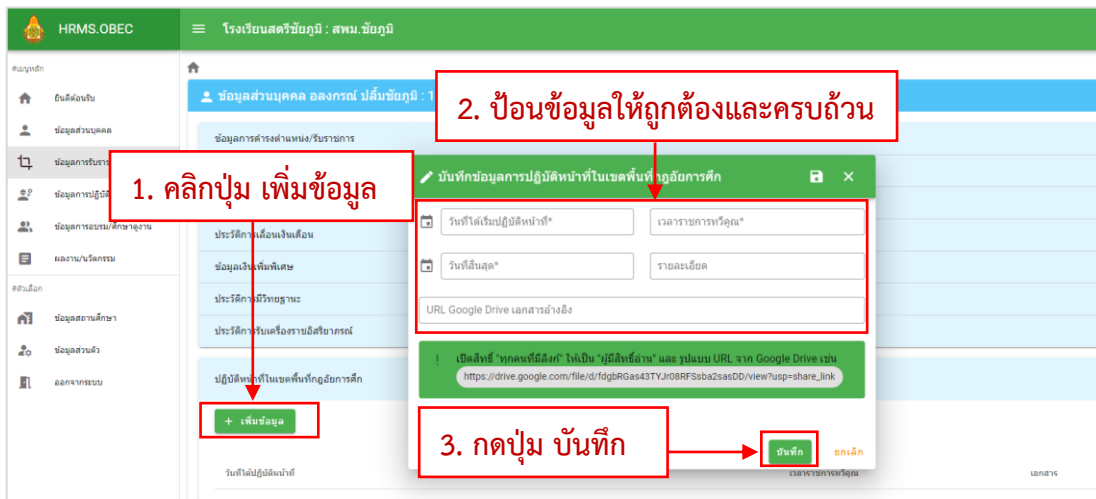 HRMS.OBEC
โรงเรียนสตรีชัยภูมิ : สพม.ชัยภูมิ
#เมนูหลัก
ยินดีต้อนรับ
ข้อมูลส่วนบุคคล
ข้อมูลการรับรา
ข้อมูลการปฏิบัติ
ข้อมูลการอบรม/ศึกษาดูงาน
ผลงาน/นวัตกรรม
#ตัวเลือก
ข้อมูลสถานศึกษา
ข้อมูลส่วนตัว
ออกจากระบบ
ข้อมูลส่วนบุคคล อลงกรณ์ ปลื้มชัยภูมิ : 1
2. ป้อนข้อมูลให้ถูกต้องและครบถ้วน
ข้อมูลการดำรงตำแหน่ง/รับราชการ
1. คลิกปุ่ม เพิ่มข้อมูล
ประวัติการเลื่อนเงินเดือน
ข้อมูลเงินเพิ่มพิเศษ
ประวัติการมีวิทยฐานะ
ประวัติการรับเครื่องราชอิสริยาภรณ์
ปฏิบัติหน้าที่ในเขตพื้นที่กฎอัยการศึก
+ เพิ่มข้อมูล
บันทึกข้อมูลการปฏิบัติหน้าที่ในเขตพื้นที่กฎอัยการศึก
วันที่ได้เริ่มปฏิบัติหน้าที่*
เวลาราชการทวีคูณ*
วันที่สิ้นสุด*
รายละเอียด
URL Google Drive เอกสารอ้างอิง
! เปิดสิทธิ์ "ทุกคนที่มีลิงก์" ให้เป็น "ผู้มีสิทธิ์อ่าน" และ รูปแบบ URL จาก Google Drive เช่น
https://drive.google.com/file/d/fdgbRGas43TYJr08RFSsba2sasDD/view?usp=share_link
3. กดปุ่ม บันทึก
บันทึก
ยกเลิก
วันที่ได้ปฏิบัติหน้าที่
เวลาราชการทวีคูณ
เอกสาร